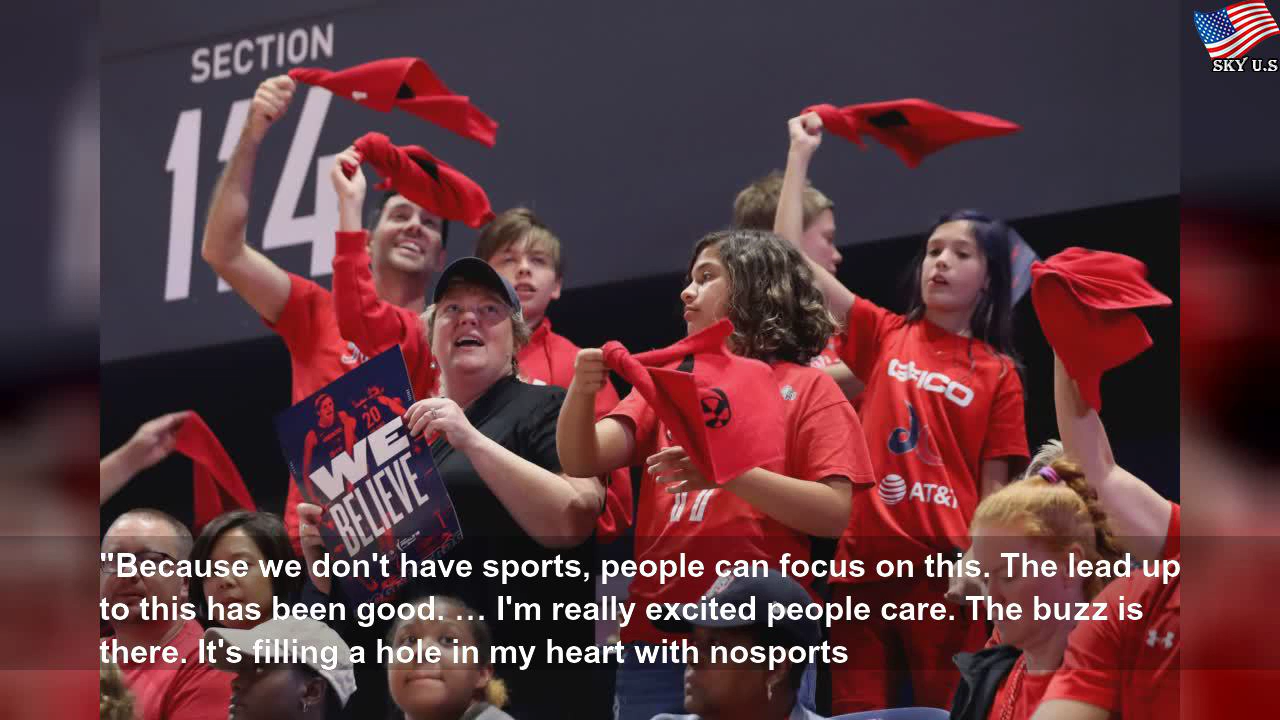 SECTION
114
SKY U.S
20
WE
BELIEVE
GEICO
AT&T
"Because we don't have sports, people can focus on this. The lead up
to this has been good. … I'm really excited people care. The buzz is
there. It's filling a hole in my heart with nosports